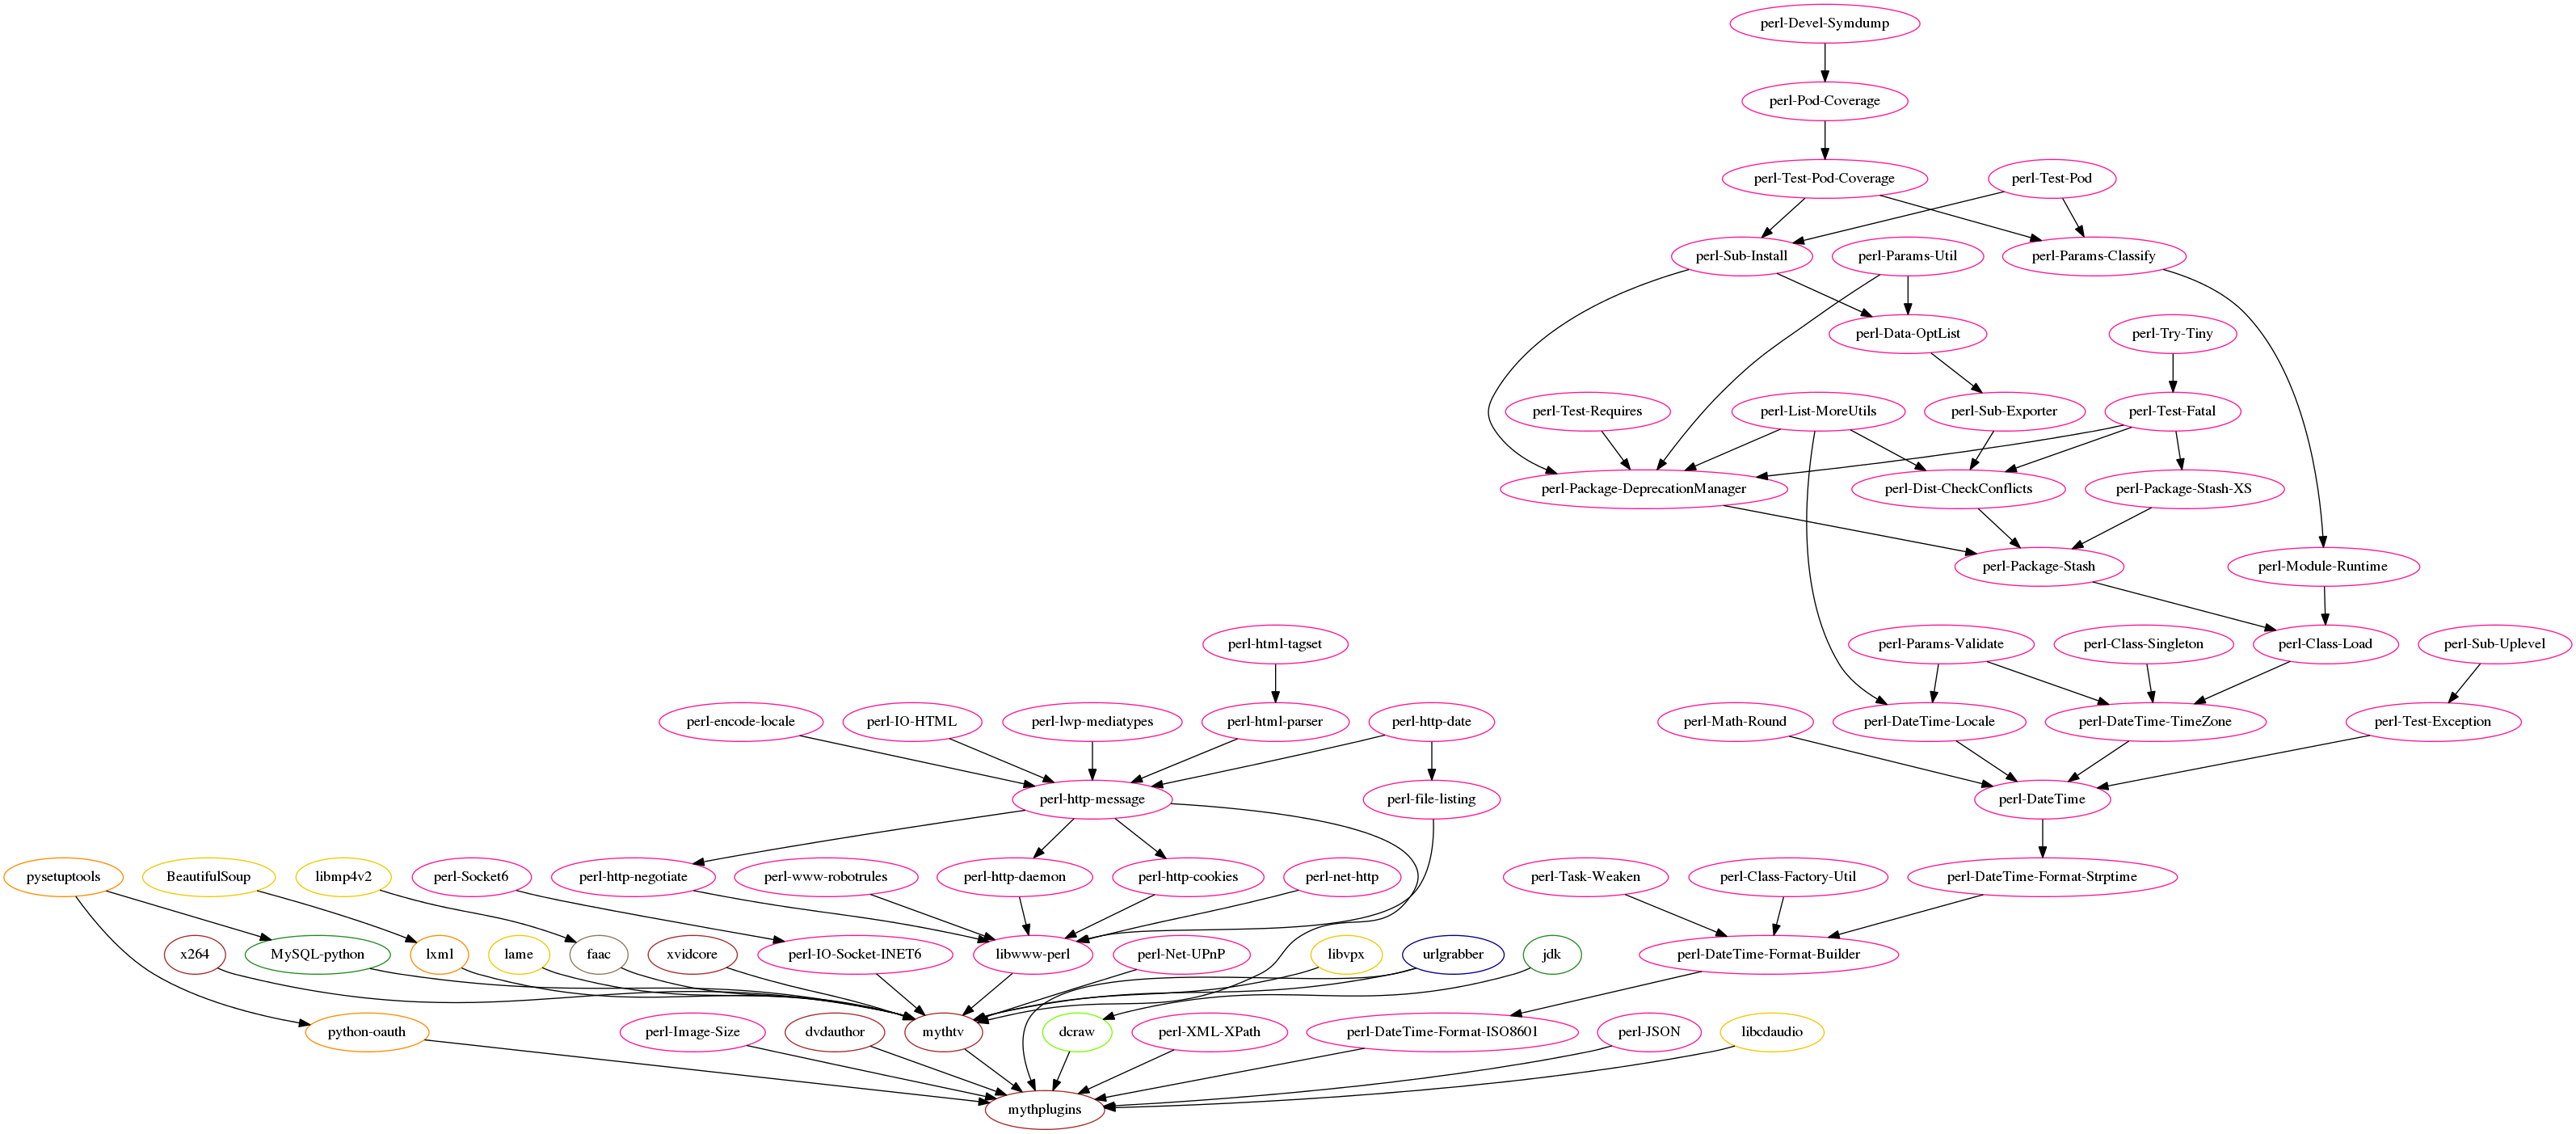 perl-Devel-Symdump
perl-Pod-Coverage
perl-Test-Pod-Coverage
perl-Test-Pod
perl-Sub-Install
perl-Params-Util
perl-Params-Classify
perl-Data-OptList
perl-Try-Tiny
perl-Test-Requires
perl-List-MoreUtils
perl-Sub-Exporter
perl-Test-Fatal
perl-Package-DeprecationManager
perl-Dist-CheckConflicts
perl-Package-Stash-XS
perl-Package-Stash
perl-Module-Runtime
perl-html-tagset
perl-Params-Validate
perl-Class-Singleton
perl-Class-Load
perl-Sub-Uplevel
perl-encode-locale
perl-IO-HTML
perl-lwp-mediatypes
perl-html-parser
perl-http-date
perl-Math-Round
perl-DateTime-Locale
perl-DateTime-TimeZone
perl-Test-Exception
perl-http-message
perl-file-listing
perl-DateTime
pysetuptools
BeautifulSoup
libmp4v2
perl-Socket6
perl-http-negotiate
perl-www-robotrules
perl-http-daemon
perl-http-cookies
perl-net-http
perl-Task-Weaken
perl-Class-Factory-Util
perl-DateTime-Format-Strptime
x264
MySQL-python
lxml
lame
faac
xvidcore
perl-IO-Socket-INET6
libwww-perl
perl-Net-UPnP
libvpx
urlgrabber
jdk
perl-DateTime-Format-Builder
python-oauth
perl-Image-Size
dvdauthor
mythtv
dcraw
perl-XML-XPath
perl-DateTime-Format-ISO8601
perl-JSON
libcdaudio
mythplugins